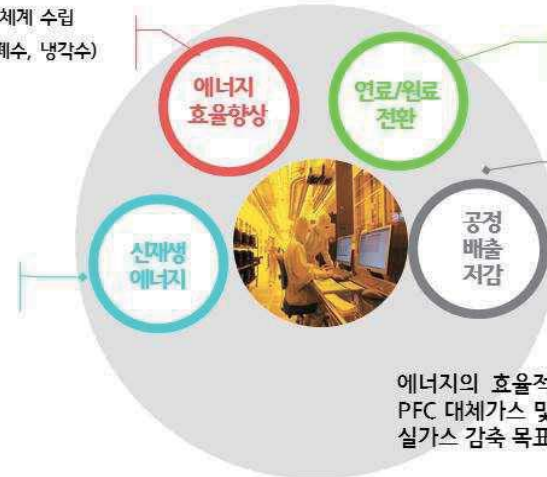 체계 수립
폐수, 냉각수)
에너지
효율향상
연료/원료
전환
신재생
에너지
공정
배출
저감
에너지의 효율적
PFC 대체가스 및
실가스 감축 목표